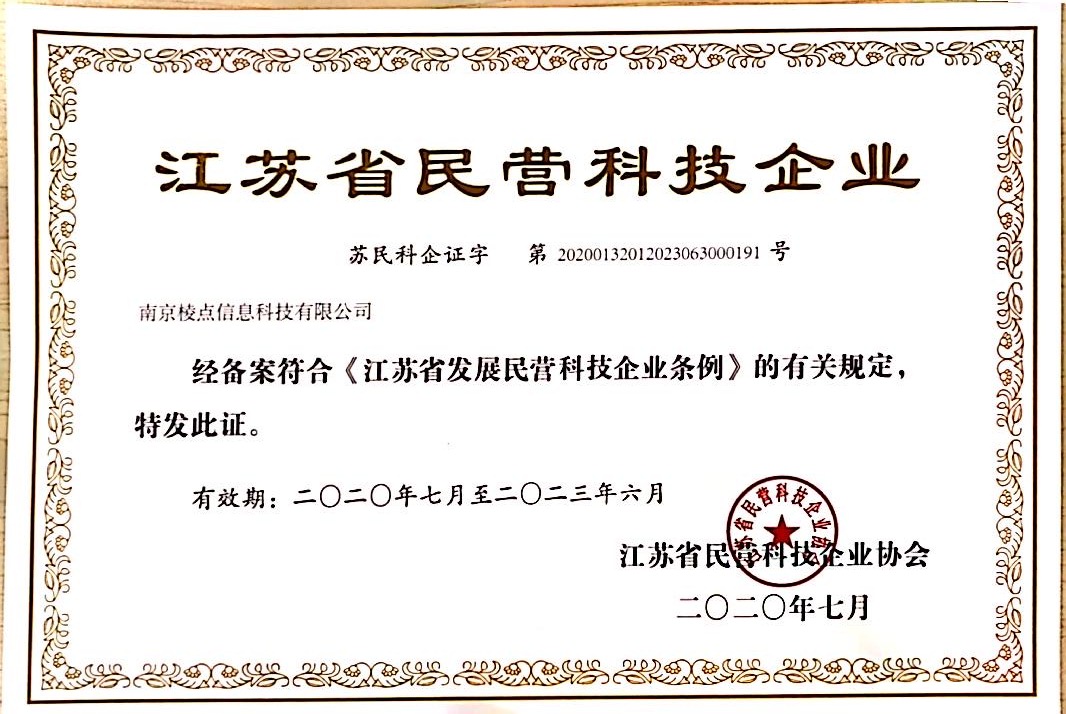 江苏省民营科技企业
苏民科企证字 第 20200132012023063000191 号
南京棱点信息科技有限公司
经备案符合《江苏省发展民营科技企业条例》的有关规定，
特发此证。
有效期：二〇二〇年七月至二〇二三年六月
江苏省民营科技企业协会
江苏省民营科技企业协会
二〇二〇年七月